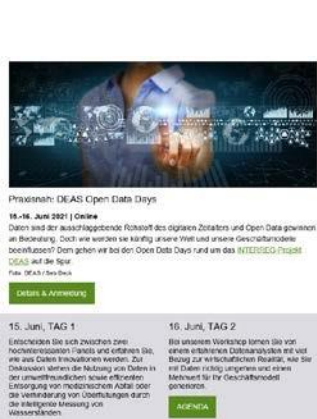 Praxisnah: DEAS Open Data Days
15.-16. Juni 2021 | Online
Daten sind der ausschlaggebende Rohstoff des digitalen Zeitalters und Open Data gewinnen
an Bedeutung. Doch wie werden sie künftig unsere Welt und unsere Geschäftsmodelle
beeinflussen? Dem gehen wir bei den Open Data Days rund um das INTERREG-Projekt
DEAS auf die Spur.
Foto: DEAS /
Details & Anmeldung
15. Juni, TAG 1
Entscheiden Sie sich zwischen zwei
hochinteressanten Panels und erfahren Sie,
wie aus Daten Innovationen werden. Zur
Diskussion stehen die Nutzung von Daten in
der umweltfreundlichen sowie effizienten
Entsorgung von medizinischem Abfall oder
die Verminderung von Überflutungen durch
die intelligente Messung von
Wasserständen.
16. Juni, TAG 2
Bei unserem Workshop lernen Sie von
einem erfahrenen Datenanalysten mit viel
Bezug zur wirtschaftlichen Realität, wie Sie
mit Daten richtig umgehen und einen
Mehrwert für Ihr Geschäftsmodell
generieren.
AGENDA